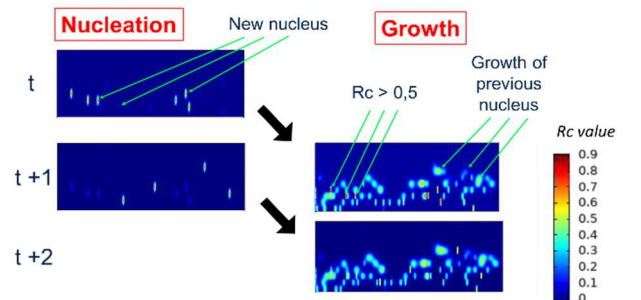 Nucleation
New nucleus
Growth
t
Growth of
previous
nucleus
Rc > 0,5
Rc value
t +1
0.9
0.8
0.7
0.6
0.5
0.4
0.3
0.2
0.1
0
t +2